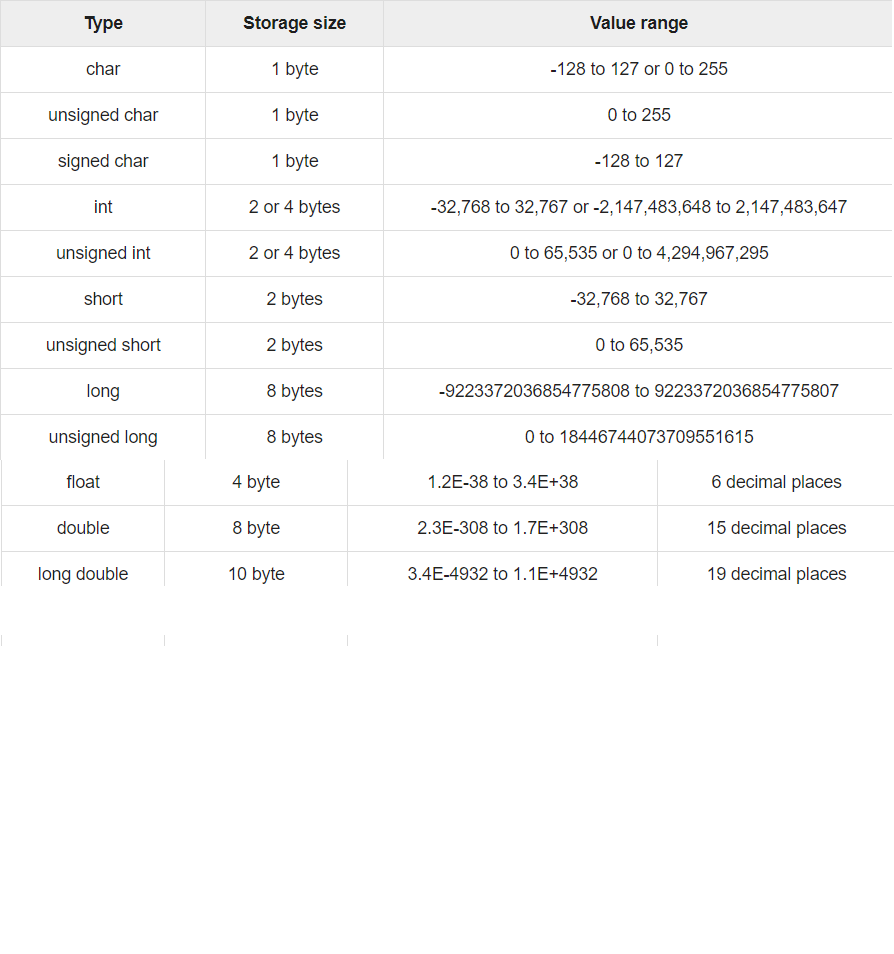 Type Storage size Value range
char 1 byte -128 to 127 or 0 to 255
unsigned char 1 byte 0 to 255
signed char 1 byte -128 to 127
int 2 or 4 bytes -32,768 to 32,767 or -2,147,483,648 to 2,147,483,647
unsigned int 2 or 4 bytes 0 to 65,535 or 0 to 4,294,967,295
short 2 bytes -32,768 to 32,767
unsigned short 2 bytes 0 to 65,535
long 8 bytes -9223372036854775808 to 9223372036854775807
unsigned long 8 bytes 0 to 18446744073709551615
float 4 byte 1.2E-38 to 3.4E+38 6 decimal places
double 8 byte 2.3E-308 to 1.7E+308 15 decimal places
long double 10 byte 3.4E-4932 to 1.1E+4932 19 decimal places